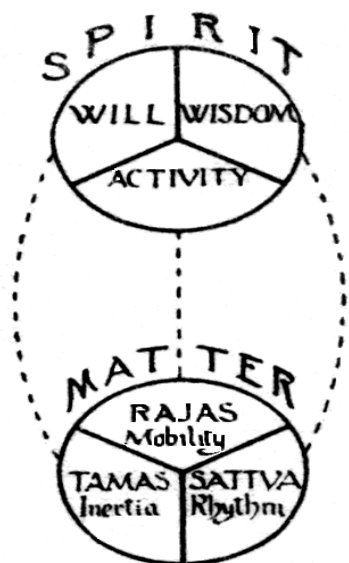 SPIRIT
WILL WISDOM
ACTIVITY
MATTER
RAJAS
Mobility
TAMAS SATTVA
Inertia Rhythm